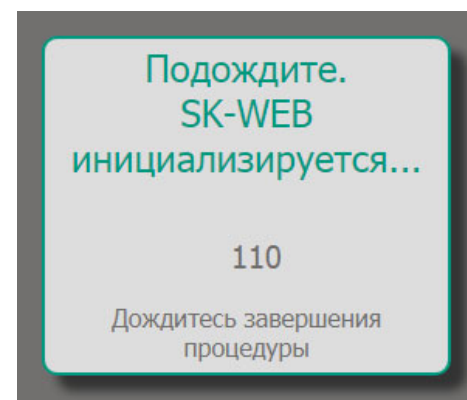 Подождите.
SK-WEB
инициализируется...
110
Дождитесь завершения
процедуры